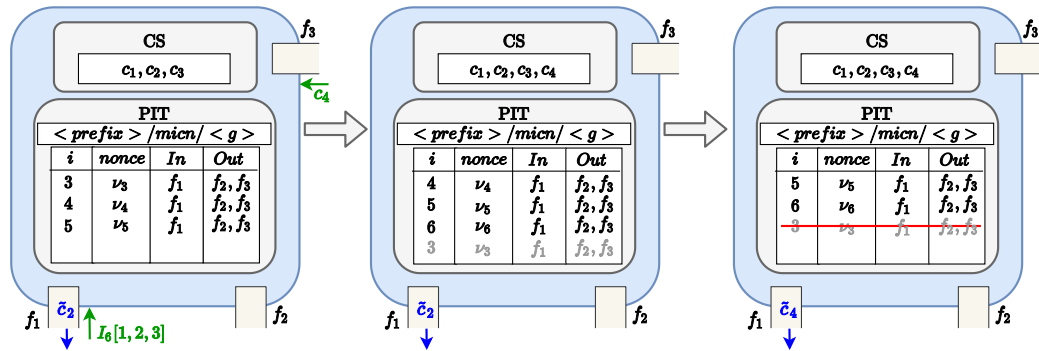 f₃
CS
c₁, c₂, c₃
c₄
PIT
< prefix > /micn/ < g >
i nonce In Out
3 ν₃ f₁ f₂, f₃
4 ν₄ f₁ f₂, f₃
5 ν₅ f₁ f₂, f₃
f₁
c̃₂
I₆[1, 2, 3]
f₂
f₃
CS
c₁, c₂, c₃, c₄
PIT
< prefix > /micn/ < g >
i nonce In Out
4 ν₄ f₁ f₂, f₃
5 ν₅ f₁ f₂, f₃
6 ν₆ f₁ f₂, f₃
3 ν₃ f₁ f₂, f₃
f₁
c̃₂
f₂
f₃
CS
c₁, c₂, c₃, c₄
PIT
< prefix > /micn/ < g >
i nonce In Out
5 ν₅ f₁ f₂, f₃
6 ν₆ f₁ f₂, f₃
3 ν₃ f₁ f₂, f₃
f₁
c̃₄
f₂